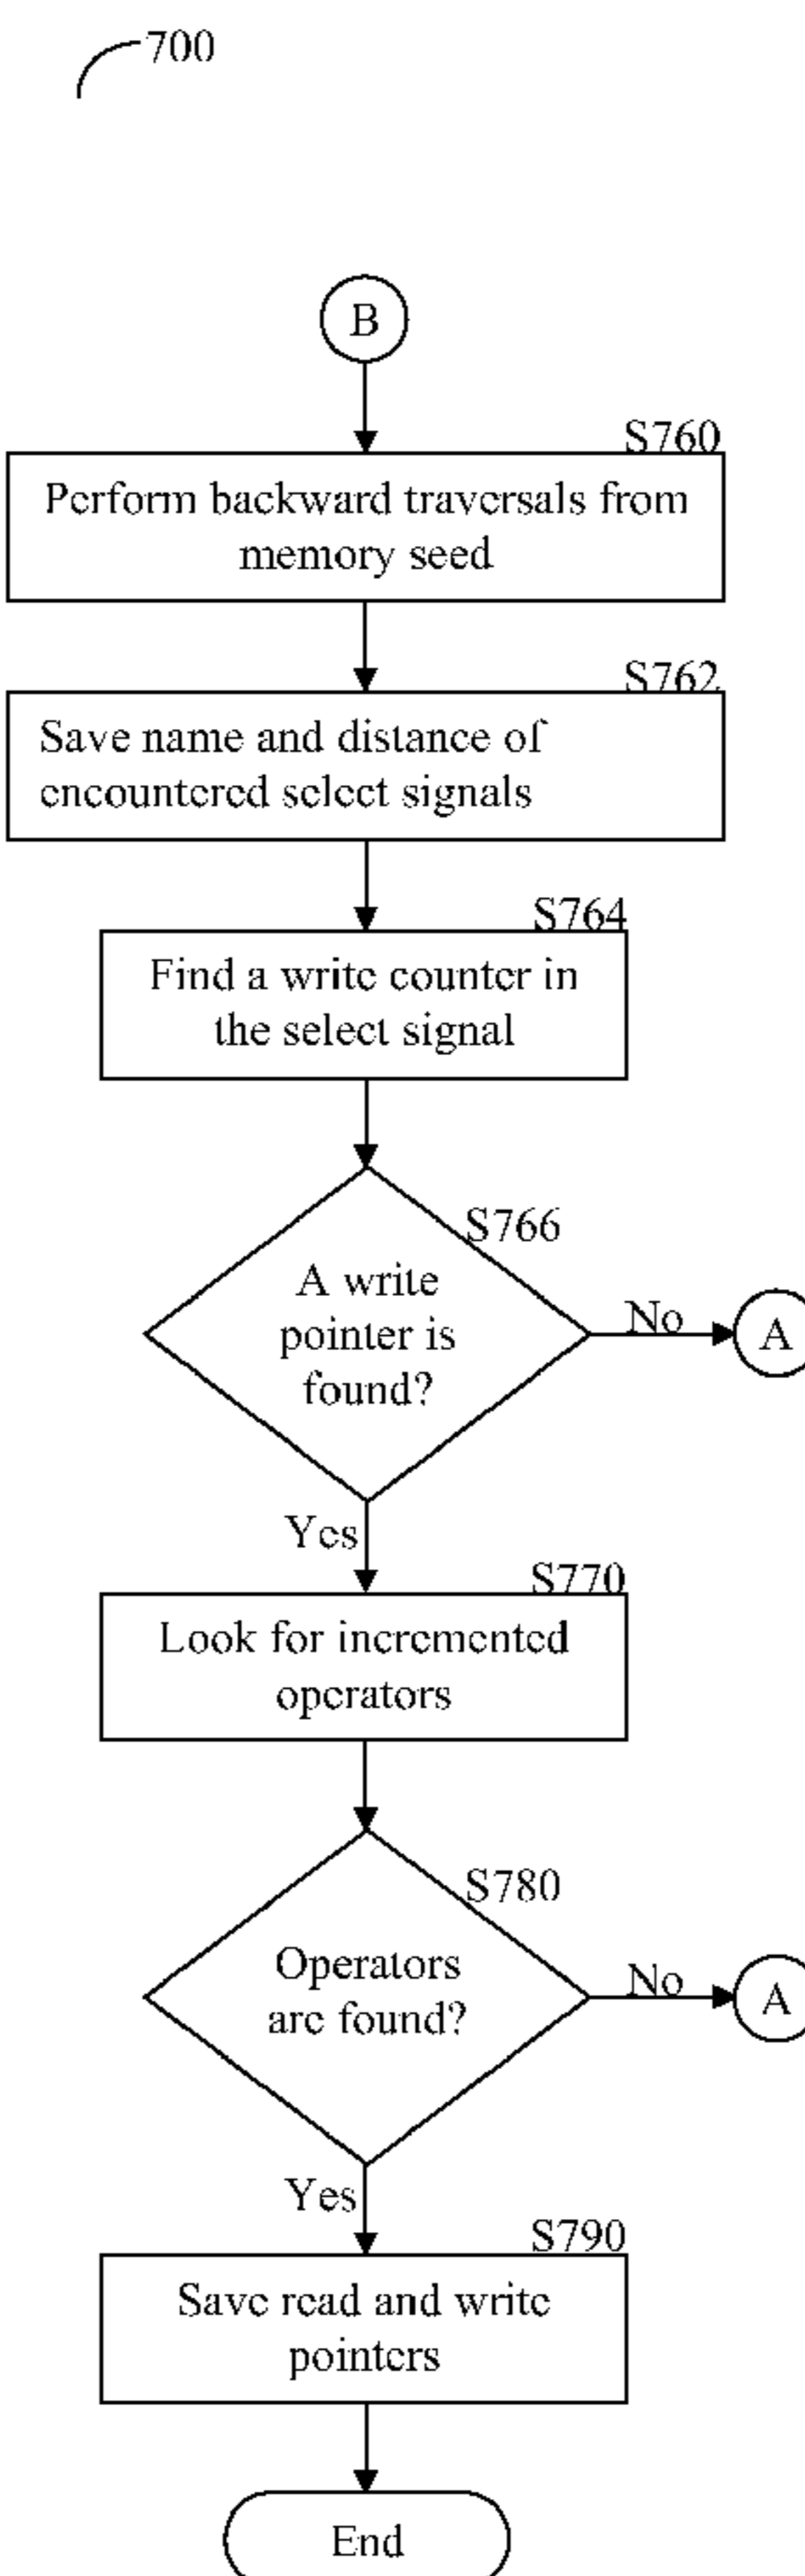 700
B
S760
Perform backward traversals from
memory seed
S762
Save name and distance of
encountered select signals
S764
Find a write counter in
the select signal
S766
A write
pointer is
found?
No
A
Yes
S770
Look for incremented
operators
S780
Operators
are found?
No
A
Yes
S790
Save read and write
pointers
End